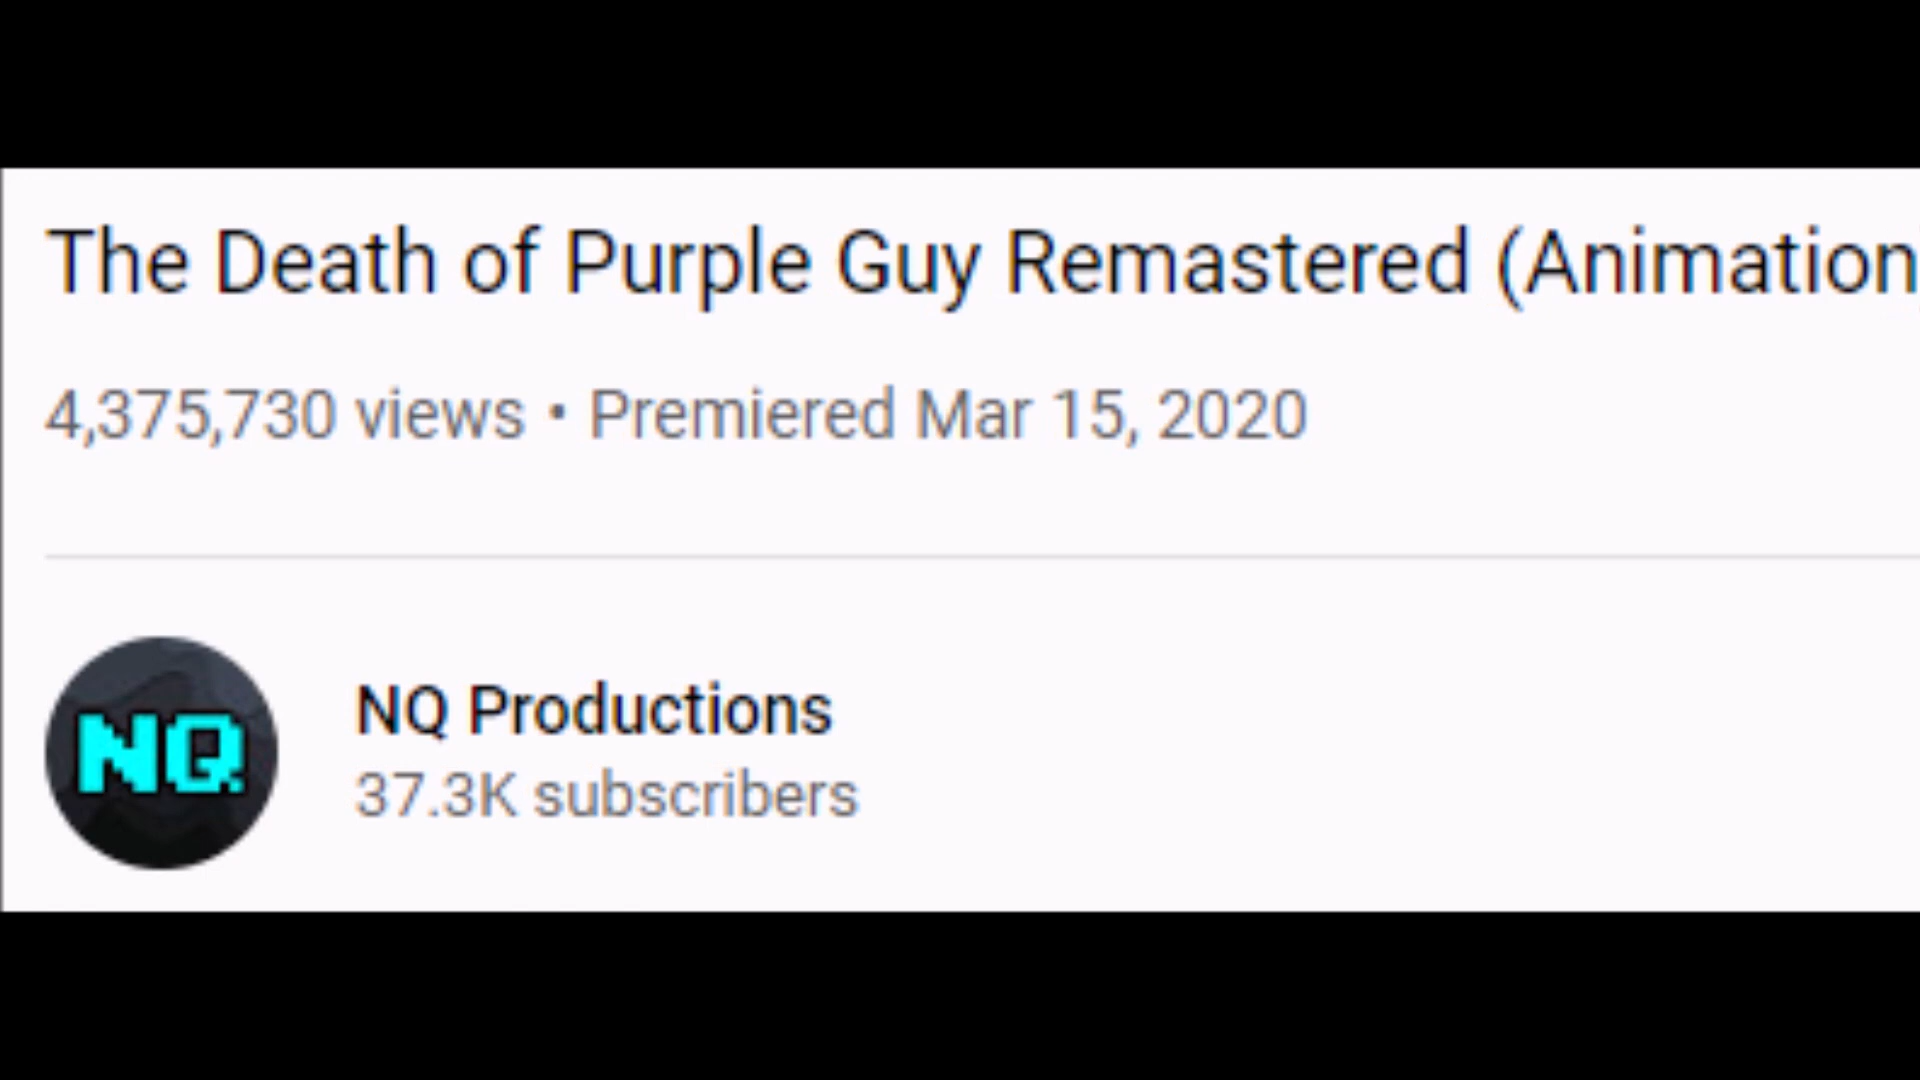 The Death of Purple Guy Remastered (Animation)
4,375,730 views • Premiered Mar 15, 2020
NQ
NQ Productions
37.3K subscribers